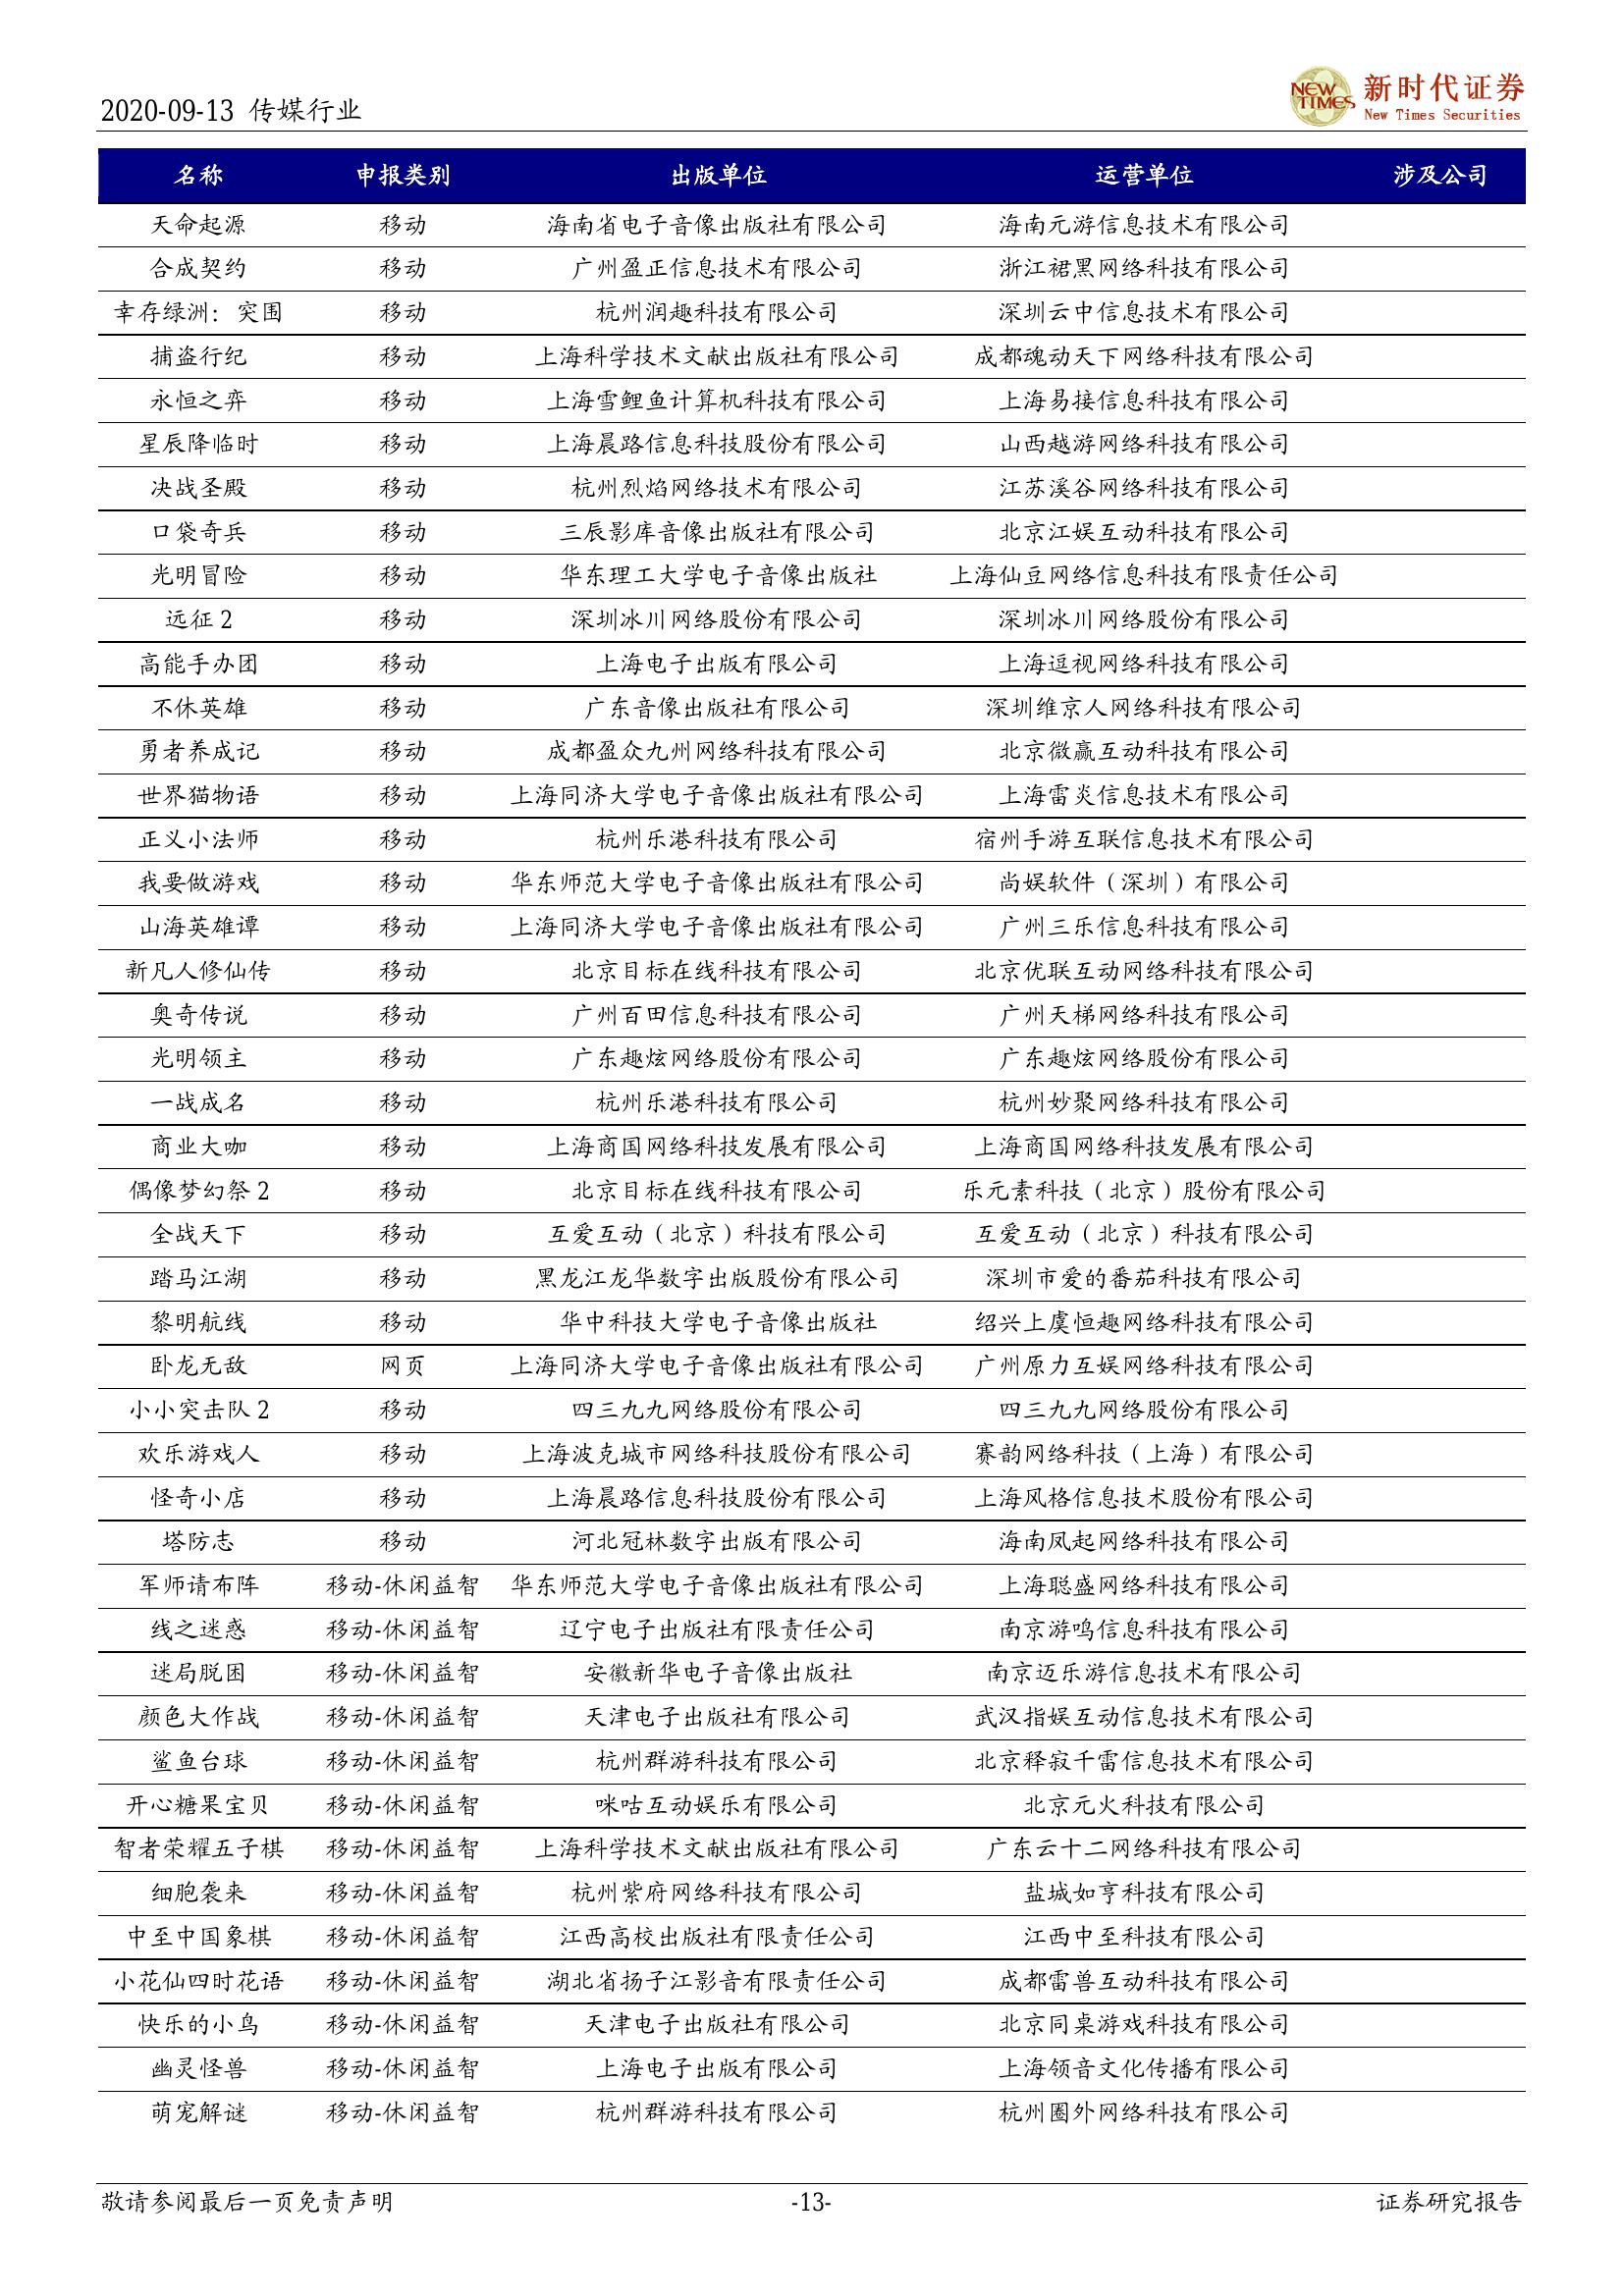 2020-09-13 传媒行业
NEW TIMES 新时代证券
New Times Securities
名称 申报类别 出版单位 运营单位 涉及公司
天命起源 移动 海南省电子音像出版社有限公司 海南元游信息技术有限公司
合成契约 移动 广州盈正信息技术有限公司 浙江裙黑网络科技有限公司
幸存绿洲：突围 移动 杭州润趣科技有限公司 深圳云中信息技术有限公司
捕盗行纪 移动 上海科学技术文献出版社有限公司 成都魂动天下网络科技有限公司
永恒之弈 移动 上海雪鲤鱼计算机科技有限公司 上海易接信息科技有限公司
星辰降临时 移动 上海晨路信息科技股份有限公司 山西越游网络科技有限公司
决战圣殿 移动 杭州烈焰网络技术有限公司 江苏溪谷网络科技有限公司
口袋奇兵 移动 三辰影库音像出版社有限公司 北京江娱互动科技有限公司
光明冒险 移动 华东理工大学电子音像出版社 上海仙豆网络信息科技有限责任公司
远征 2 移动 深圳冰川网络股份有限公司 深圳冰川网络股份有限公司
高能手办团 移动 上海电子出版有限公司 上海逗视网络科技有限公司
不休英雄 移动 广东音像出版社有限公司 深圳维京人网络科技有限公司
勇者养成记 移动 成都盈众九州网络科技有限公司 北京微赢互动科技有限公司
世界猫物语 移动 上海同济大学电子音像出版社有限公司 上海雷炎信息技术有限公司
正义小法师 移动 杭州乐港科技有限公司 宿州手游互联信息技术有限公司
我要做游戏 移动 华东师范大学电子音像出版社有限公司 尚娱软件（深圳）有限公司
山海英雄谭 移动 上海同济大学电子音像出版社有限公司 广州三乐信息科技有限公司
新凡人修仙传 移动 北京目标在线科技有限公司 北京优联互动网络科技有限公司
奥奇传说 移动 广州百田信息科技有限公司 广州天梯网络科技有限公司
光明领主 移动 广东趣炫网络股份有限公司 广东趣炫网络股份有限公司
一战成名 移动 杭州乐港科技有限公司 杭州妙聚网络科技有限公司
商业大咖 移动 上海商国网络科技发展有限公司 上海商国网络科技发展有限公司
偶像梦幻祭 2 移动 北京目标在线科技有限公司 乐元素科技（北京）股份有限公司
全战天下 移动 互爱互动（北京）科技有限公司 互爱互动（北京）科技有限公司
踏马江湖 移动 黑龙江龙华数字出版股份有限公司 深圳市爱的番茄科技有限公司
黎明航线 移动 华中科技大学电子音像出版社 绍兴上虞恒趣网络科技有限公司
卧龙无敌 网页 上海同济大学电子音像出版社有限公司 广州原力互娱网络科技有限公司
小小突击队 2 移动 四三九九网络股份有限公司 四三九九网络股份有限公司
欢乐游戏人 移动 上海波克城市网络科技股份有限公司 赛韵网络科技（上海）有限公司
怪奇小店 移动 上海晨路信息科技股份有限公司 上海风格信息技术股份有限公司
塔防志 移动 河北冠林数字出版有限公司 海南凤起网络科技有限公司
军师请布阵 移动-休闲益智 华东师范大学电子音像出版社有限公司 上海聪盛网络科技有限公司
线之迷惑 移动-休闲益智 辽宁电子出版社有限责任公司 南京游鸣信息科技有限公司
迷局脱困 移动-休闲益智 安徽新华电子音像出版社 南京迈乐游信息技术有限公司
颜色大作战 移动-休闲益智 天津电子出版社有限公司 武汉指娱互动信息技术有限公司
鲨鱼台球 移动-休闲益智 杭州群游科技有限公司 北京释寂千雷信息技术有限公司
开心糖果宝贝 移动-休闲益智 咪咕互动娱乐有限公司 北京元火科技有限公司
智者荣耀五子棋 移动-休闲益智 上海科学技术文献出版社有限公司 广东云十二网络科技有限公司
细胞袭来 移动-休闲益智 杭州紫府网络科技有限公司 盐城如亨科技有限公司
中至中国象棋 移动-休闲益智 江西高校出版社有限责任公司 江西中至科技有限公司
小花仙四时花语 移动-休闲益智 湖北省扬子江影音有限责任公司 成都雷兽互动科技有限公司
快乐的小鸟 移动-休闲益智 天津电子出版社有限公司 北京同桌游戏科技有限公司
幽灵怪兽 移动-休闲益智 上海电子出版有限公司 上海领音文化传播有限公司
萌宠解谜 移动-休闲益智 杭州群游科技有限公司 杭州圈外网络科技有限公司
敬请参阅最后一页免责声明 -13- 证券研究报告